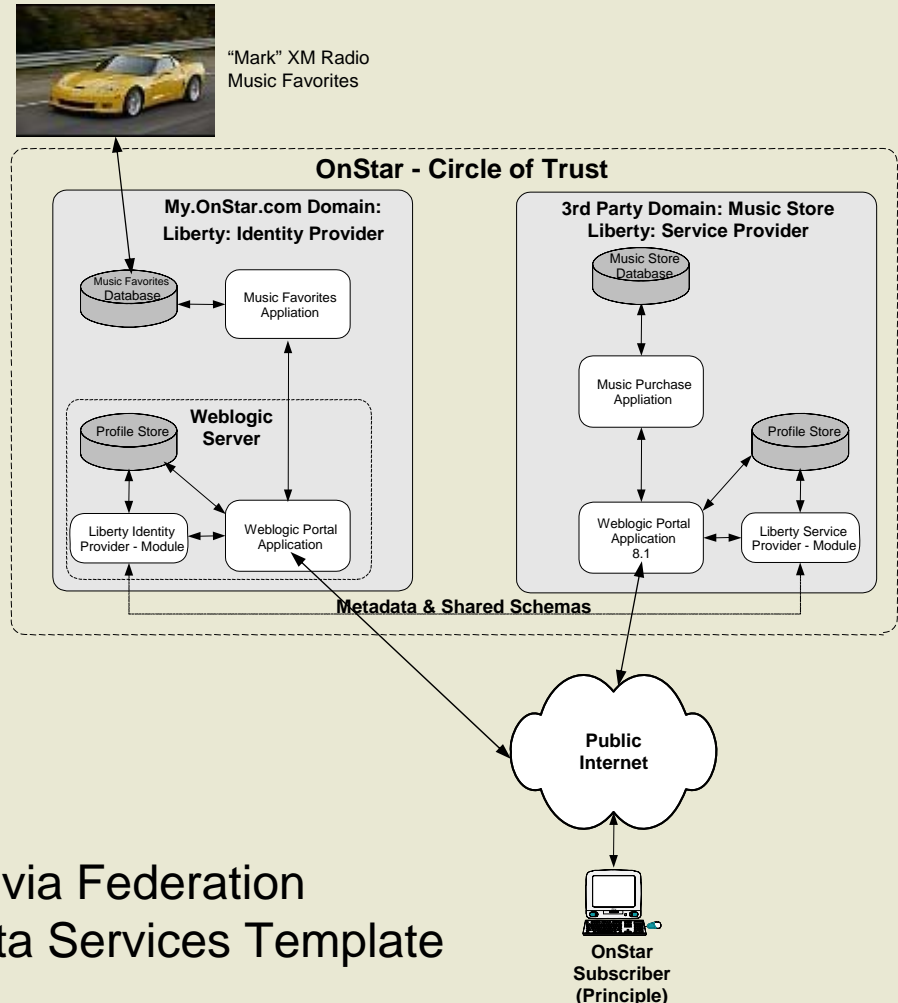 “Mark” XM Radio
Music Favorites
OnStar - Circle of Trust
My.OnStar.com Domain:
Liberty: Identity Provider
Music Favorites
Database
Music Favorites
Appliation
Weblogic
Server
Profile Store
Liberty Identity
Provider - Module
Weblogic Portal
Application
3rd Party Domain: Music Store
Liberty: Service Provider
Music Store
Database
Music Purchase
Appliation
Profile Store
Weblogic Portal
Application
8.1
Liberty Service
Provider - Module
Metadata & Shared Schemas
Public
Internet
via Federation
ta Services Template
OnStar
Subscriber
(Principle)